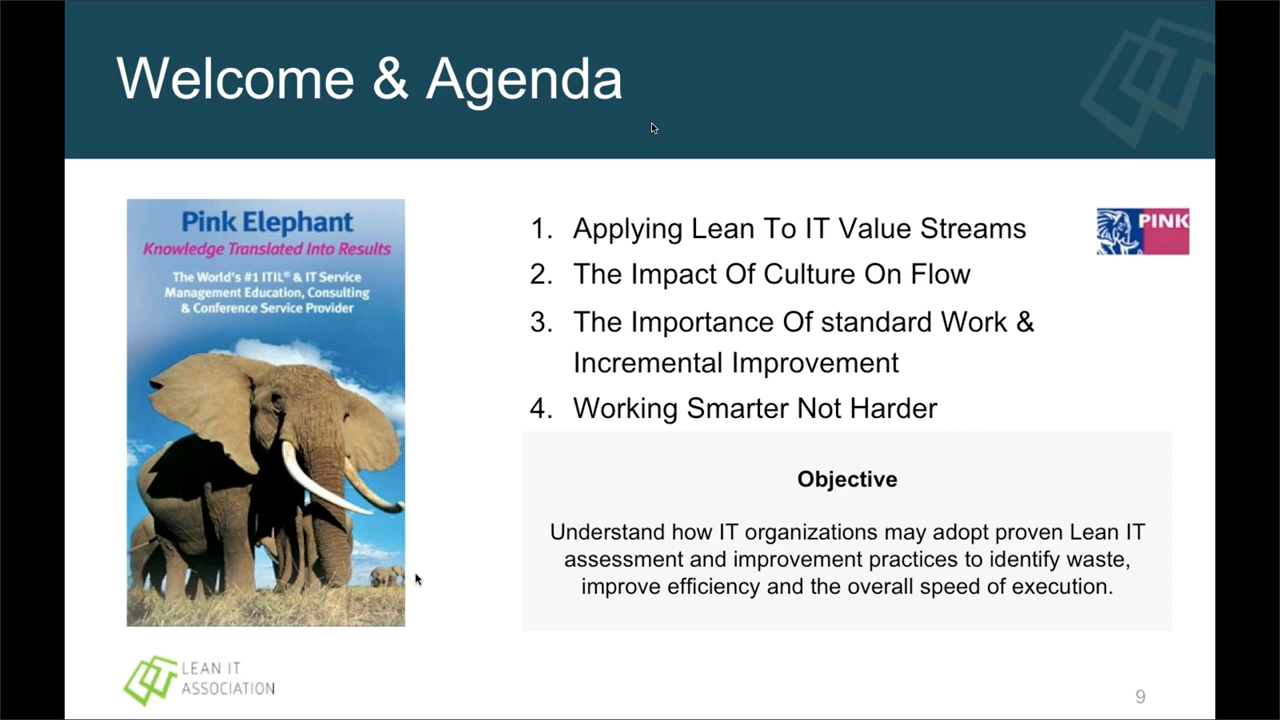 Welcome & Agenda
Pink Elephant
Knowledge Translated Into Results
The World's #1 ITIL® & IT Service
Management Education, Consulting
& Conference Service Provider
1. Applying Lean To IT Value Streams
2. The Impact Of Culture On Flow
3. The Importance Of standard Work &
Incremental Improvement
4. Working Smarter Not Harder
PINK
Objective
Understand how IT organizations may adopt proven Lean IT
assessment and improvement practices to identify waste,
improve efficiency and the overall speed of execution.
LEAN IT
ASSOCIATION
9